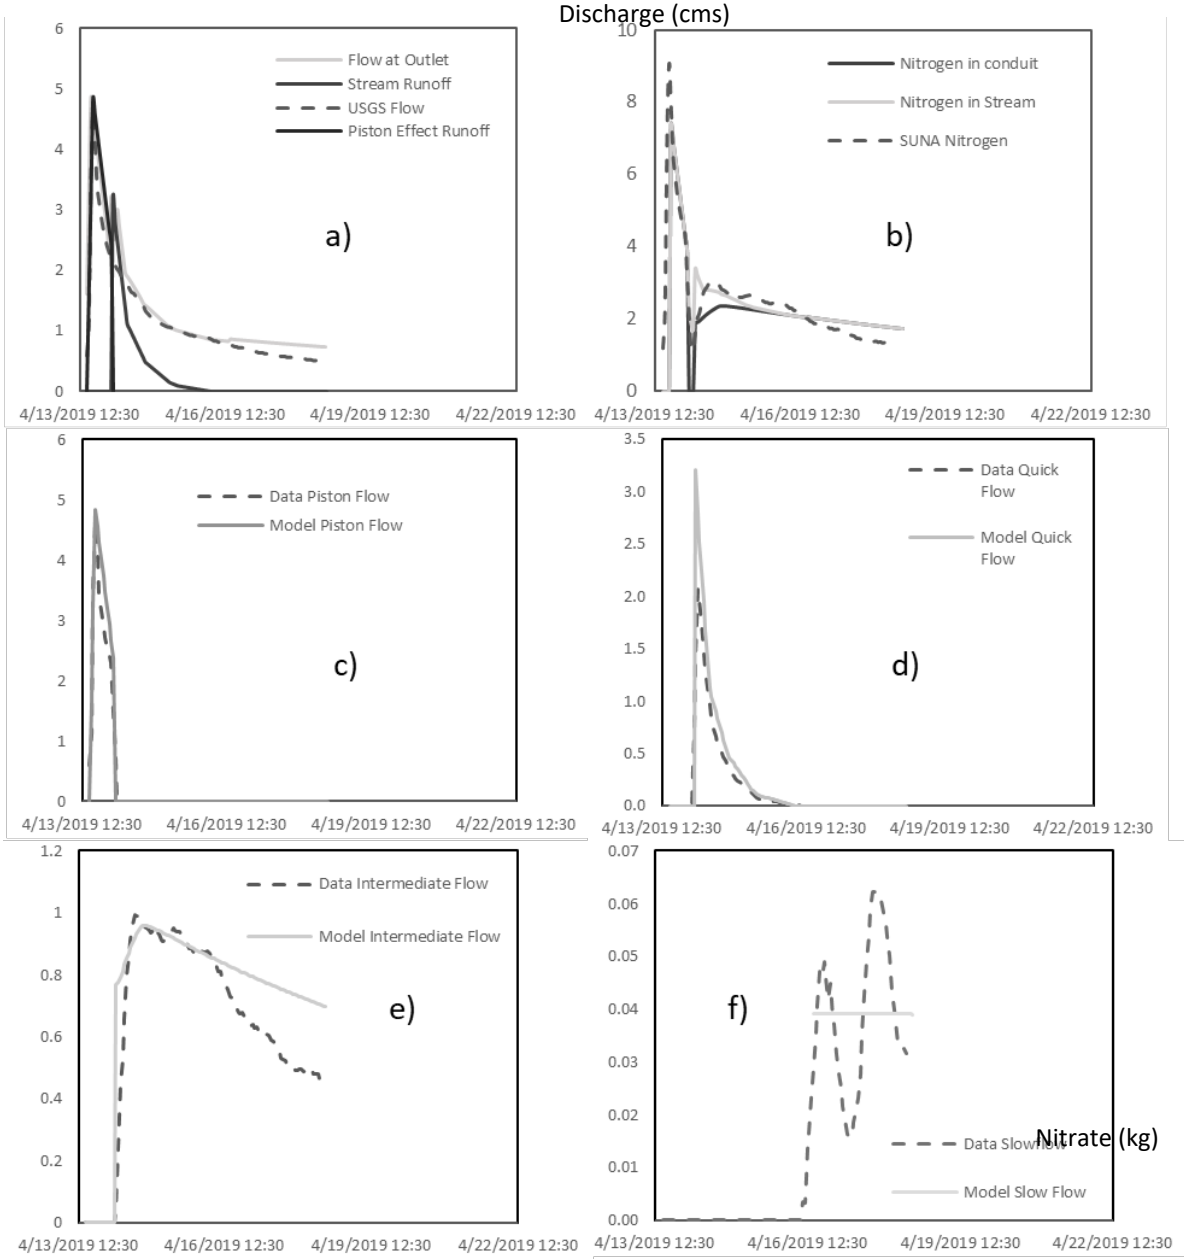 Discharge (cms)
6
5
4
3
2
1
0
Flow at Outlet
Stream Runoff
USGS Flow
Piston Effect Runoff
a)
4/13/2019 12:30 4/16/2019 12:30 4/19/2019 12:30 4/22/2019 12:30
10
8
6
4
2
0
Nitrogen in conduit
Nitrogen in Stream
SUNA Nitrogen
b)
4/13/2019 12:30 4/16/2019 12:30 4/19/2019 12:30 4/22/2019 12:30
6
5
4
3
2
1
0
Data Piston Flow
Model Piston Flow
c)
4/13/2019 12:30 4/16/2019 12:30 4/19/2019 12:30 4/22/2019 12:30
3.5
3.0
2.5
2.0
1.5
1.0
0.5
0.0
Data Quick
Flow
Model Quick
Flow
d)
4/13/2019 12:30 4/16/2019 12:30 4/19/2019 12:30 4/22/2019 12:30
1.2
1
0.8
0.6
0.4
0.2
0
Data Intermediate Flow
Model Intermediate Flow
e)
4/13/2019 12:30 4/16/2019 12:30 4/19/2019 12:30 4/22/2019 12:30
0.07
0.06
0.05
0.04
0.03
0.02
0.01
0.00
f)
Data Slowflow
Nitrate (kg)
Model Slow Flow
4/13/2019 12:30 4/16/2019 12:30 4/19/2019 12:30 4/22/2019 12:30